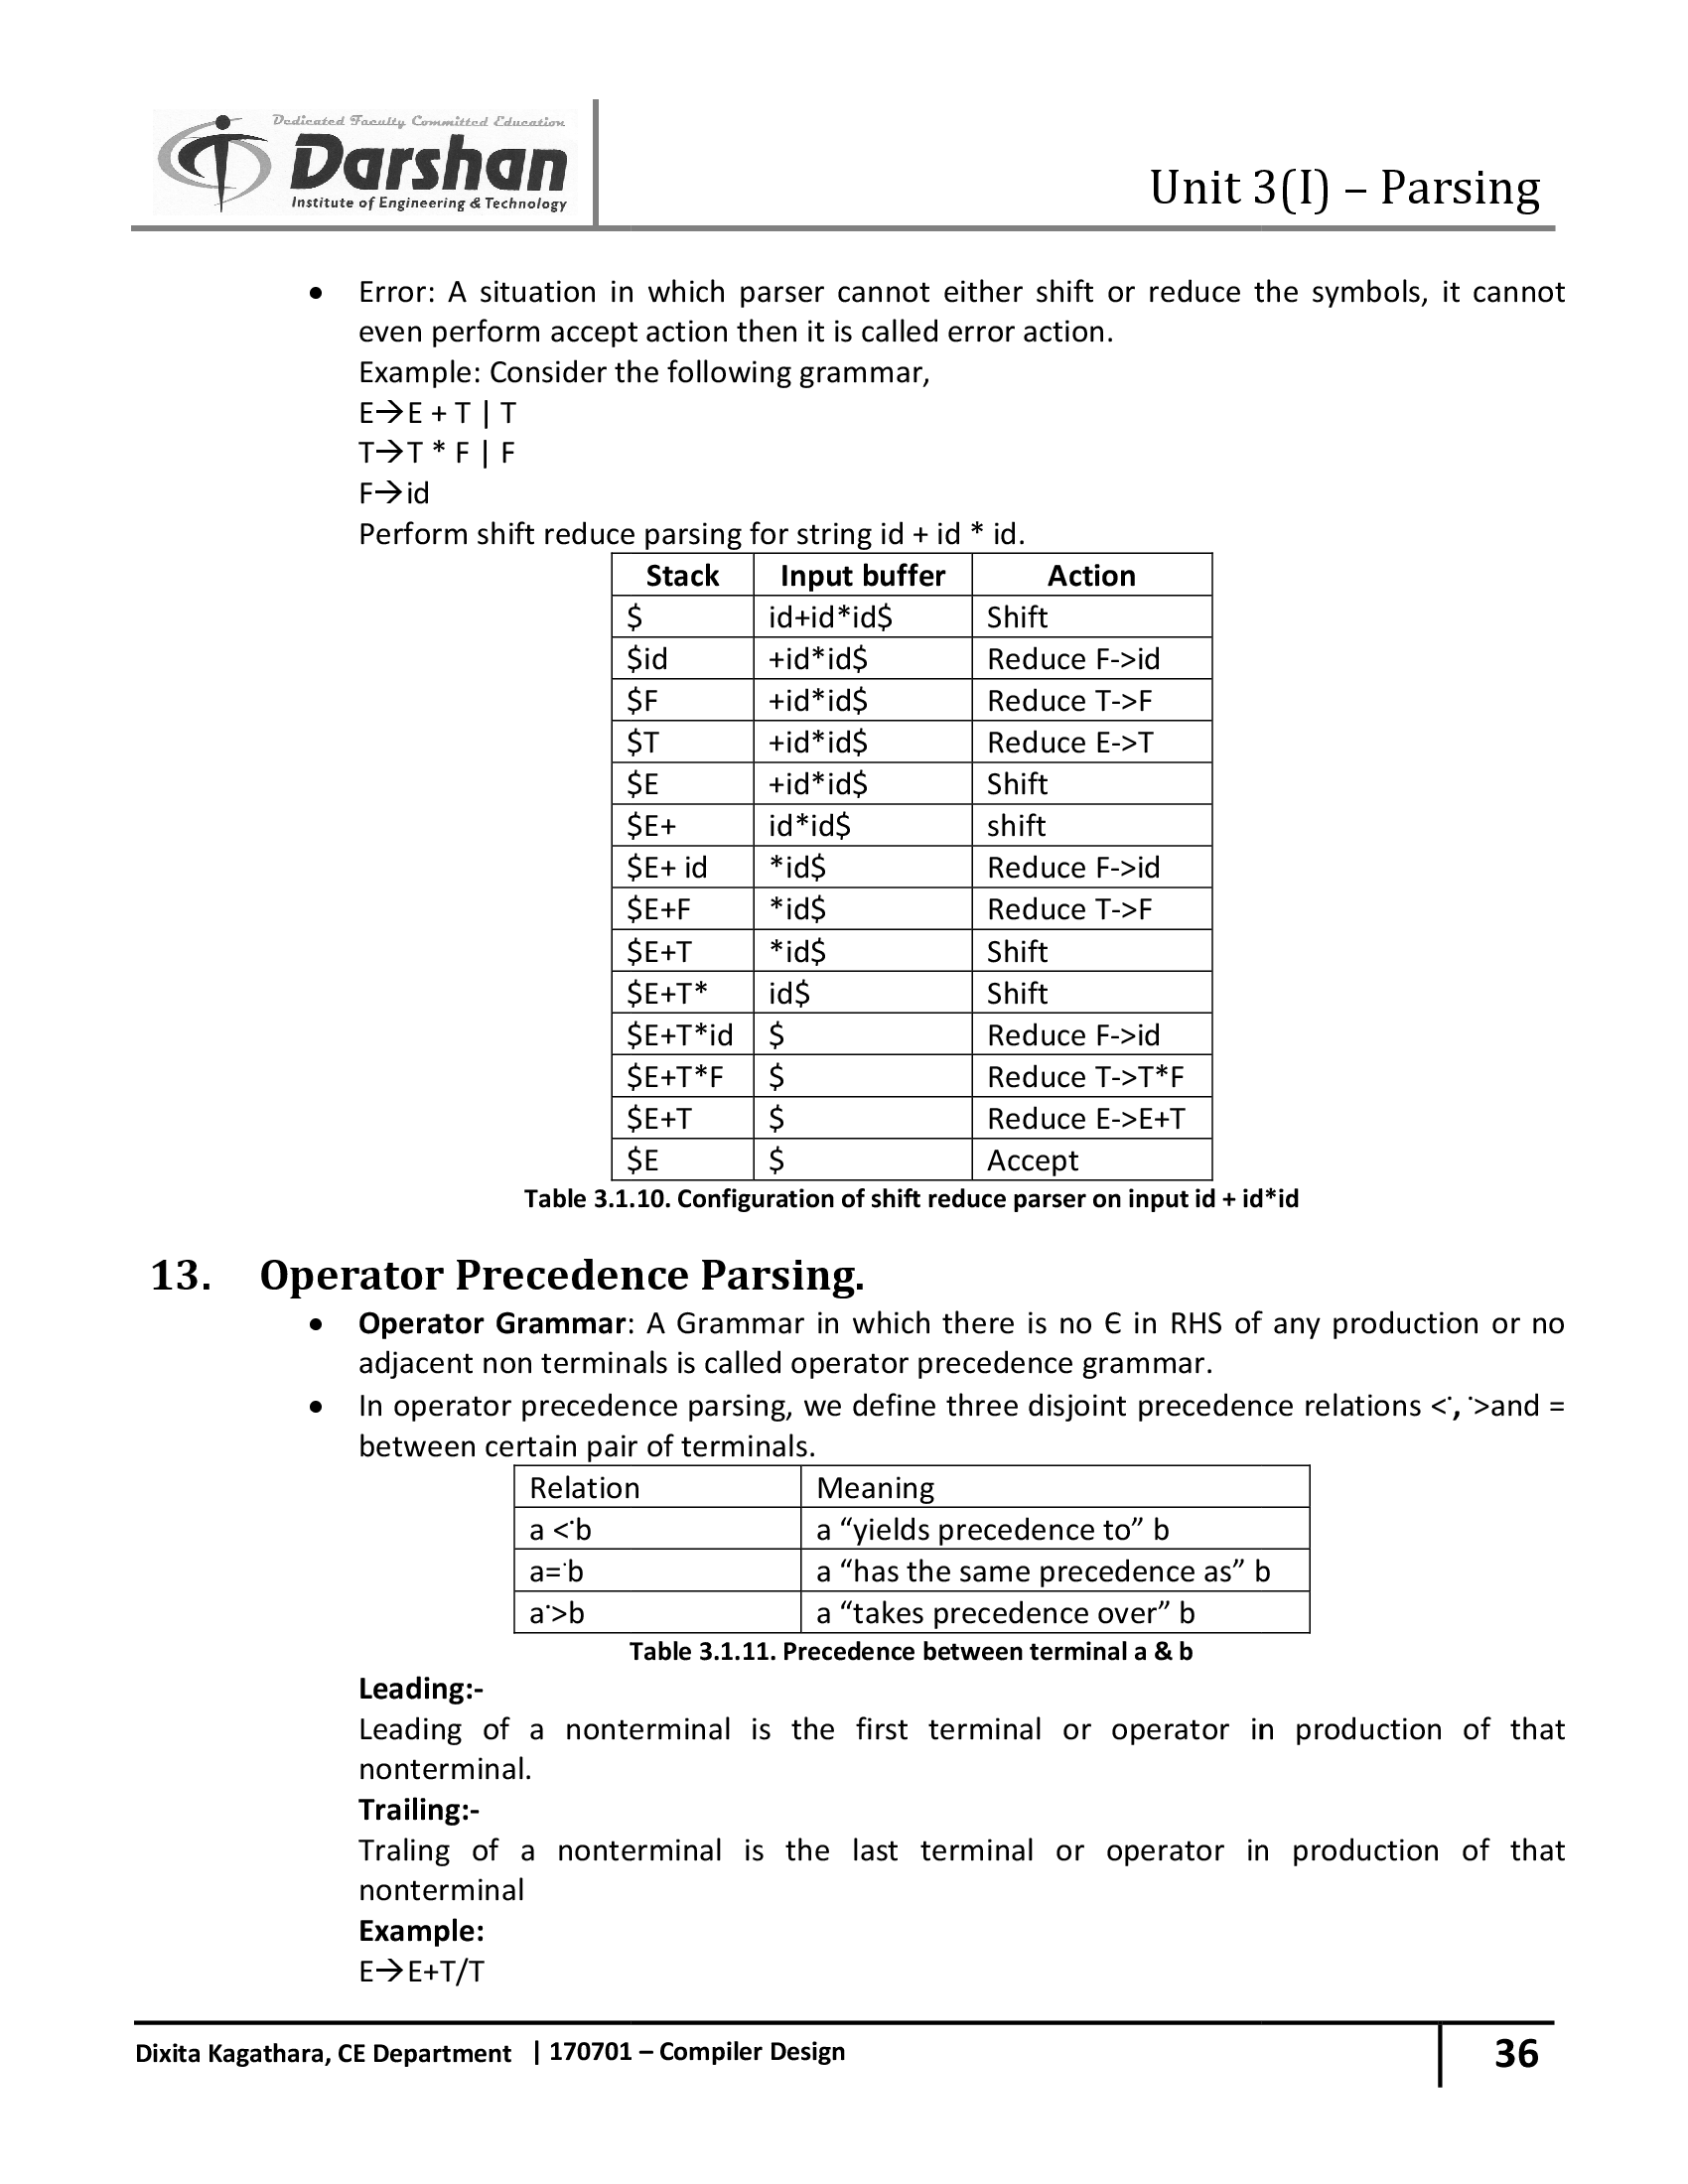 Dedicated Faculty Committed Education
Darshan
Institute of Engineering & Technology
Unit 3(I) – Parsing
• Error: A situation in which parser cannot either shift or reduce the symbols, it cannot
even perform accept action then it is called error action.
Example: Consider the following grammar,
E→E + T | T
T→T * F | F
F→id
Perform shift reduce parsing for string id + id * id.
Stack Input buffer Action
$ id+id*id$ Shift
$id +id*id$ Reduce F->id
$F +id*id$ Reduce T->F
$T +id*id$ Reduce E->T
$E +id*id$ Shift
$E+ id*id$ shift
$E+ id *id$ Reduce F->id
$E+F *id$ Reduce T->F
$E+T *id$ Shift
$E+T* id$ Shift
$E+T*id $ Reduce F->id
$E+T*F $ Reduce T->T*F
$E+T $ Reduce E->E+T
$E $ Accept
Table 3.1.10. Configuration of shift reduce parser on input id + id*id
13. Operator Precedence Parsing.
• Operator Grammar: A Grammar in which there is no Є in RHS of any production or no
adjacent non terminals is called operator precedence grammar.
• In operator precedence parsing, we define three disjoint precedence relations <˙, ˙>and =
between certain pair of terminals.
Relation Meaning
a <˙b a “yields precedence to” b
a=˙b a “has the same precedence as” b
a˙>b a “takes precedence over” b
Table 3.1.11. Precedence between terminal a & b
Leading:-
Leading of a nonterminal is the first terminal or operator in production of that
nonterminal.
Trailing:-
Traling of a nonterminal is the last terminal or operator in production of that
nonterminal
Example:
E→E+T/T
Dixita Kagathara, CE Department | 170701 – Compiler Design 36